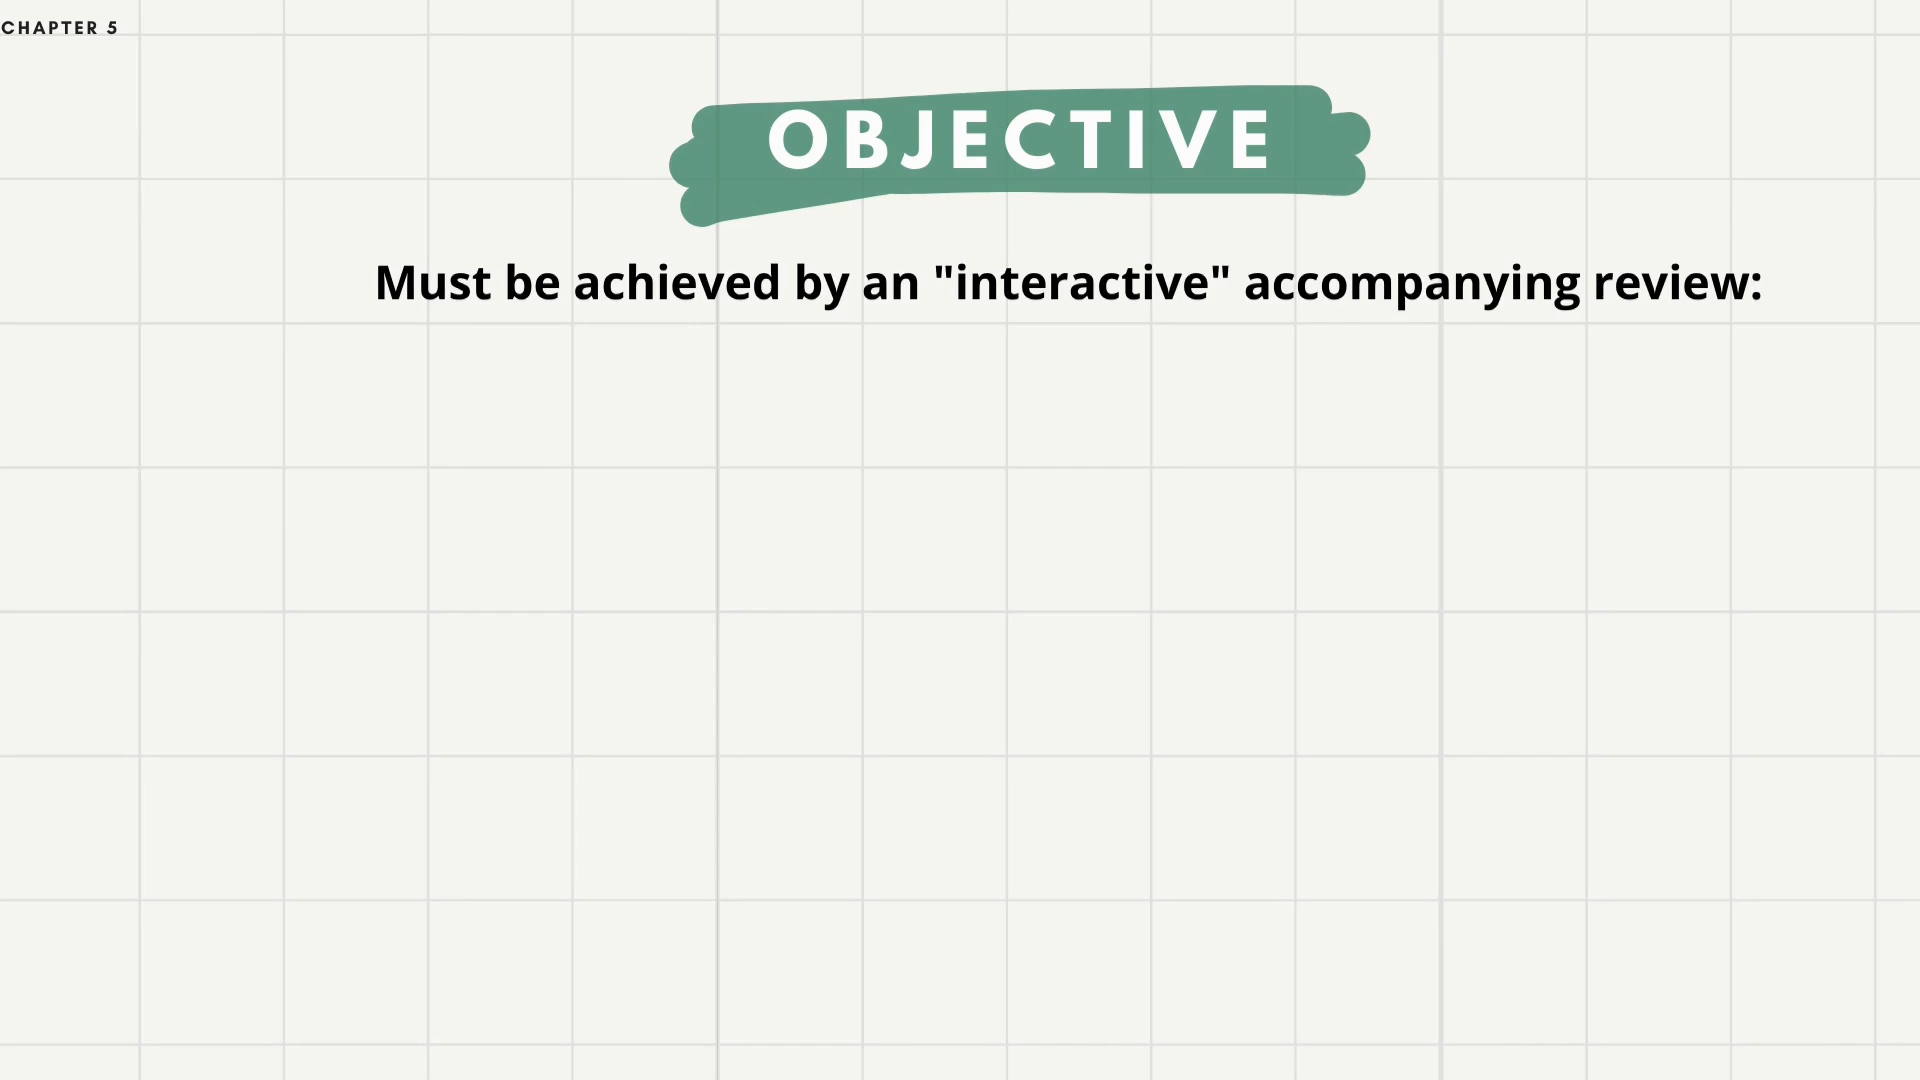 CHAPTER 5
OBJECTIVE
Must be achieved by an "interactive" accompanying review: